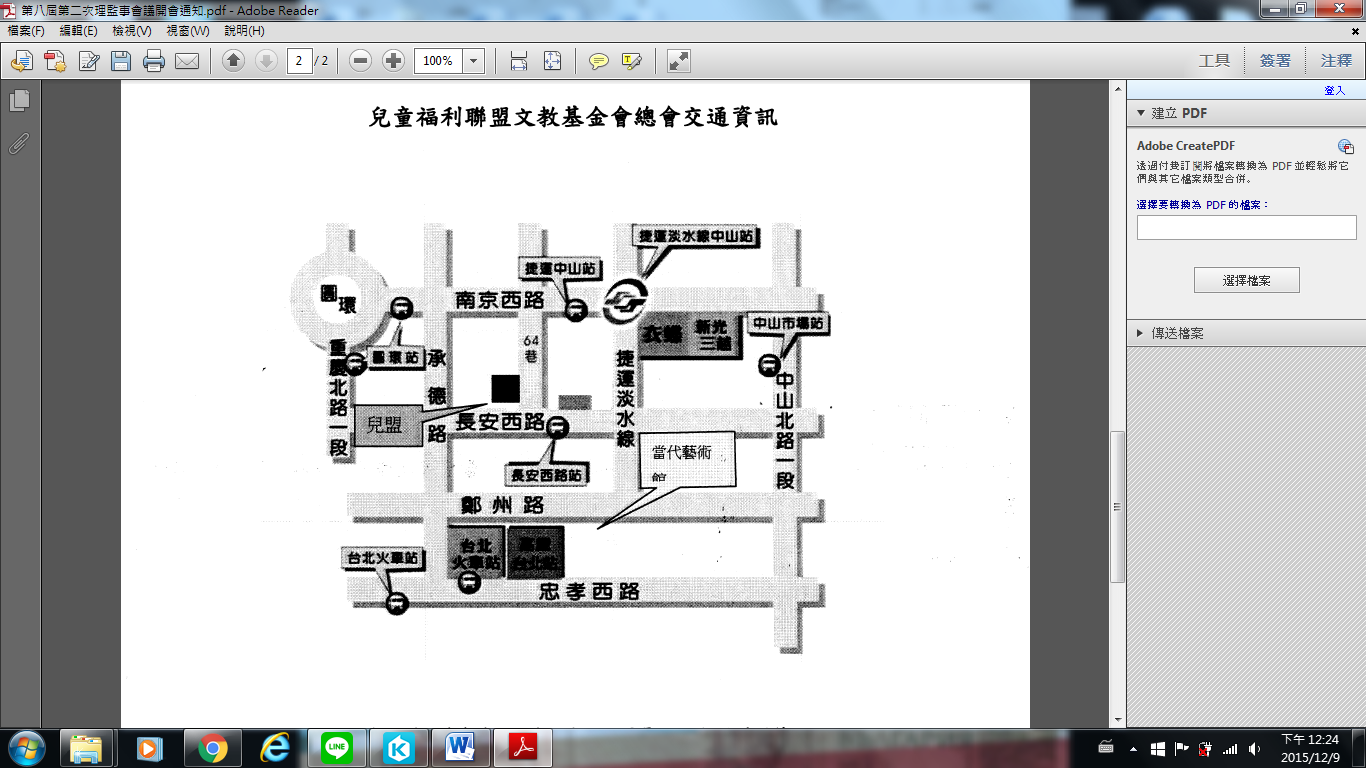 第八屆第二次理監事會議開會通知.pdf - Adobe Reader
檔案(F) 編輯(E) 檢視(V) 視窗(W) 說明(H)
2 / 2 100% 工具 簽署 注釋
登入
建立 PDF
Adobe CreatePDF
透過付費訂閱將檔案轉換為 PDF 並輕鬆將它
們與其它檔案類型合併。
選擇要轉換為 PDF 的檔案：
選擇檔案
傳送檔案
兒童福利聯盟文教基金會總會交通資訊
捷運淡水線中山站
捷運中山站
圓環
南京西路
衣蝶
新光
三越
中山市場站
64
巷
圓環站
重慶北路一段
承德路
捷運淡水線
中山北路一段
兒盟
長安西路
當代藝術
館
長安西路站
鄭州路
台北
火車站
台北火車站
忠孝西路
LINE
下午 12:24
2015/12/9